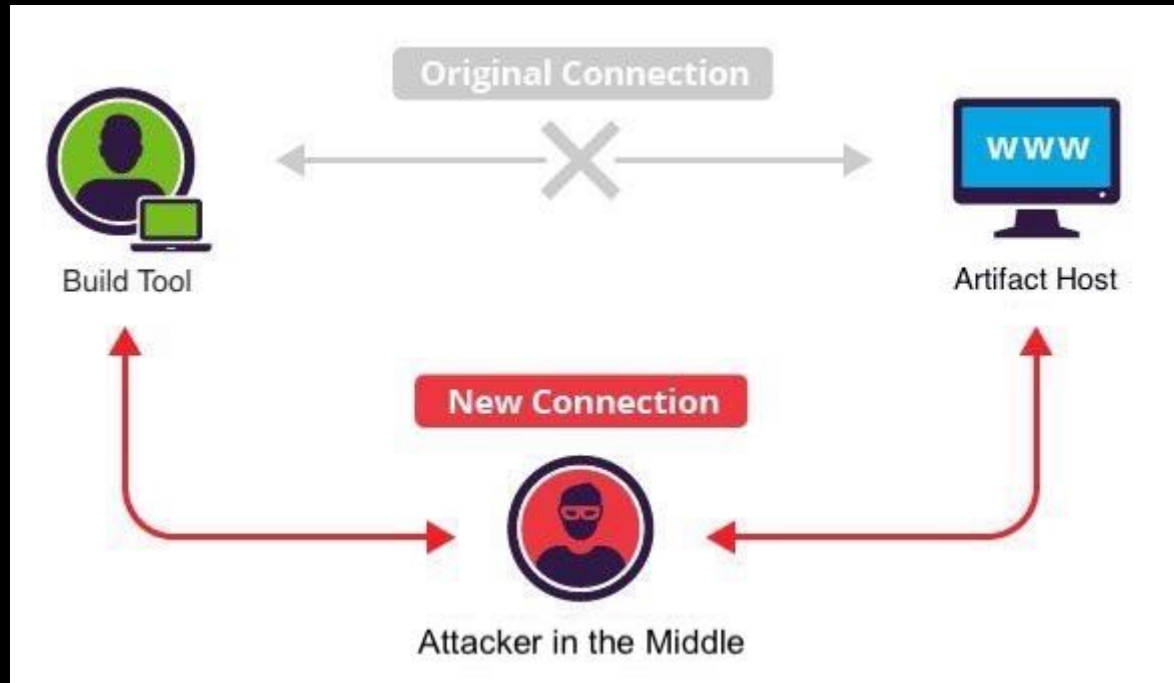 Original Connection
WWW
Build Tool
Artifact Host
New Connection
Attacker in the Middle